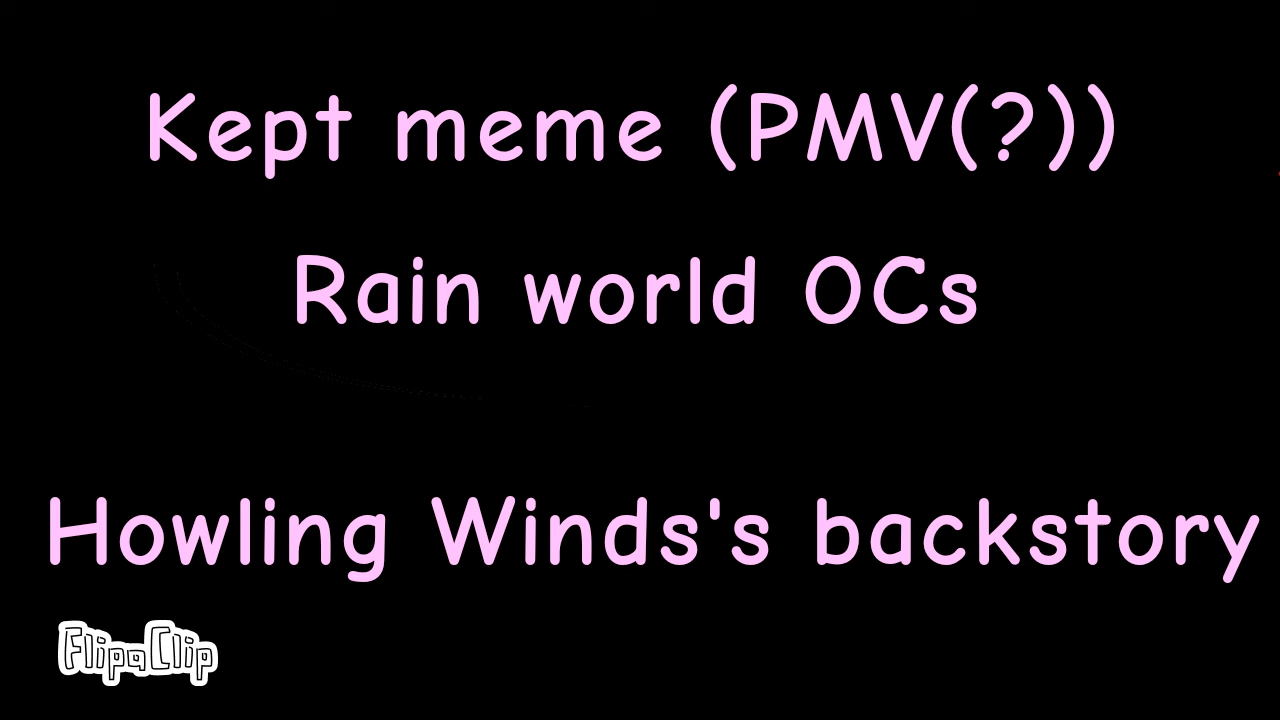 Kept meme (PMV(?))
Rain world OCs
Howling Winds's backstory
FlipaClip